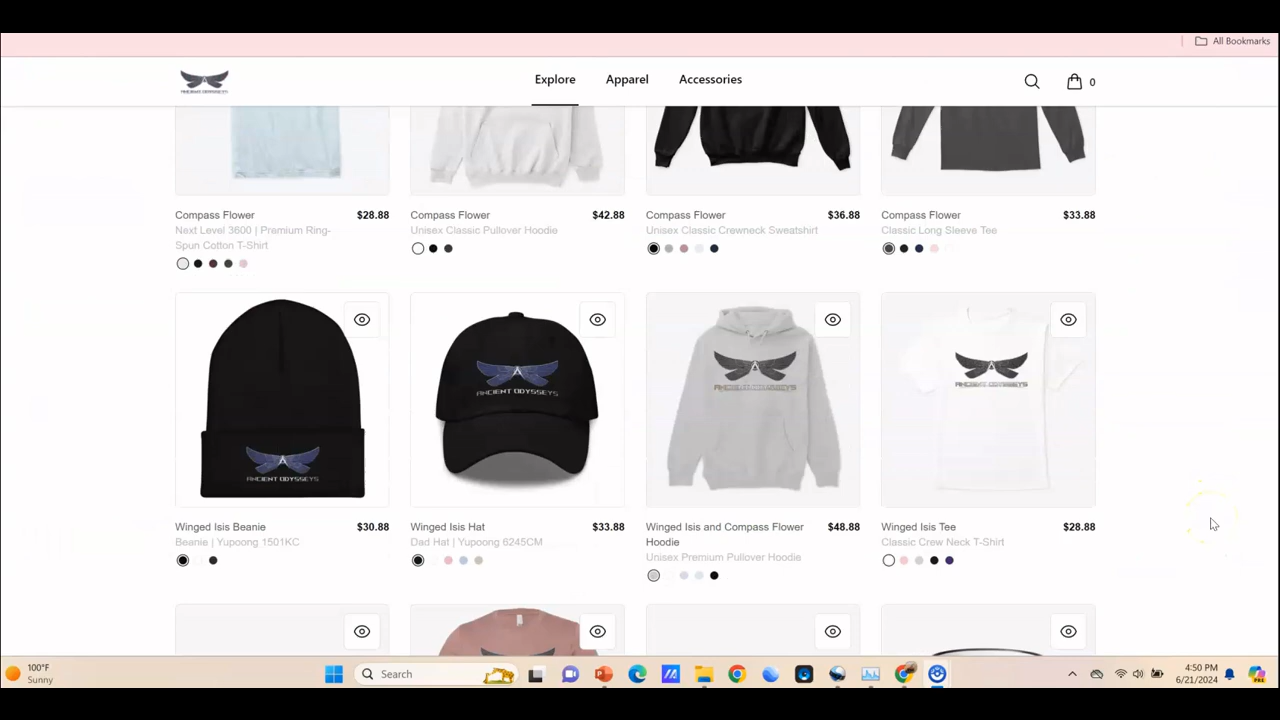 All Bookmarks
ANCIENT ODYSSEYS
Explore
Apparel
Accessories
0
Compass Flower
$28.88
Next Level 3600 | Premium Ring-
Spun Cotton T-Shirt
Compass Flower
$42.88
Unisex Classic Pullover Hoodie
Compass Flower
$36.88
Unisex Classic Crewneck Sweatshirt
Compass Flower
$33.88
Classic Long Sleeve Tee
ANCIENT ODYSSEYS
ANCIENT ODYSSEYS
ANCIENT ODYSSEYS
ANCIENT ODYSSEYS
Winged Isis Beanie
$30.88
Beanie | Yupoong 1501KC
Winged Isis Hat
$33.88
Dad Hat | Yupoong 6245CM
Winged Isis and Compass Flower
Hoodie
$48.88
Unisex Premium Pullover Hoodie
Winged Isis Tee
$28.88
Classic Crew Neck T-Shirt
100°F
Sunny
Search
4:50 PM
6/21/2024